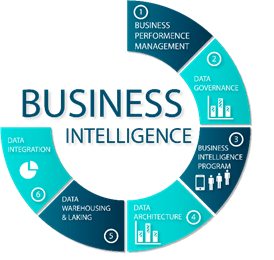 1
BUSINESS
PERFORMENCE
MANAGEMENT
2
DATA
GOVERNANCE
BUSINESS
INTELLIGENCE
3
BUSINESS
INTELLIGENCE
PROGRAM
4
DATA
ARCHITECTURE
5
DATA
WAREHOUSING
& LAKING
6
DATA
INTEGRATION